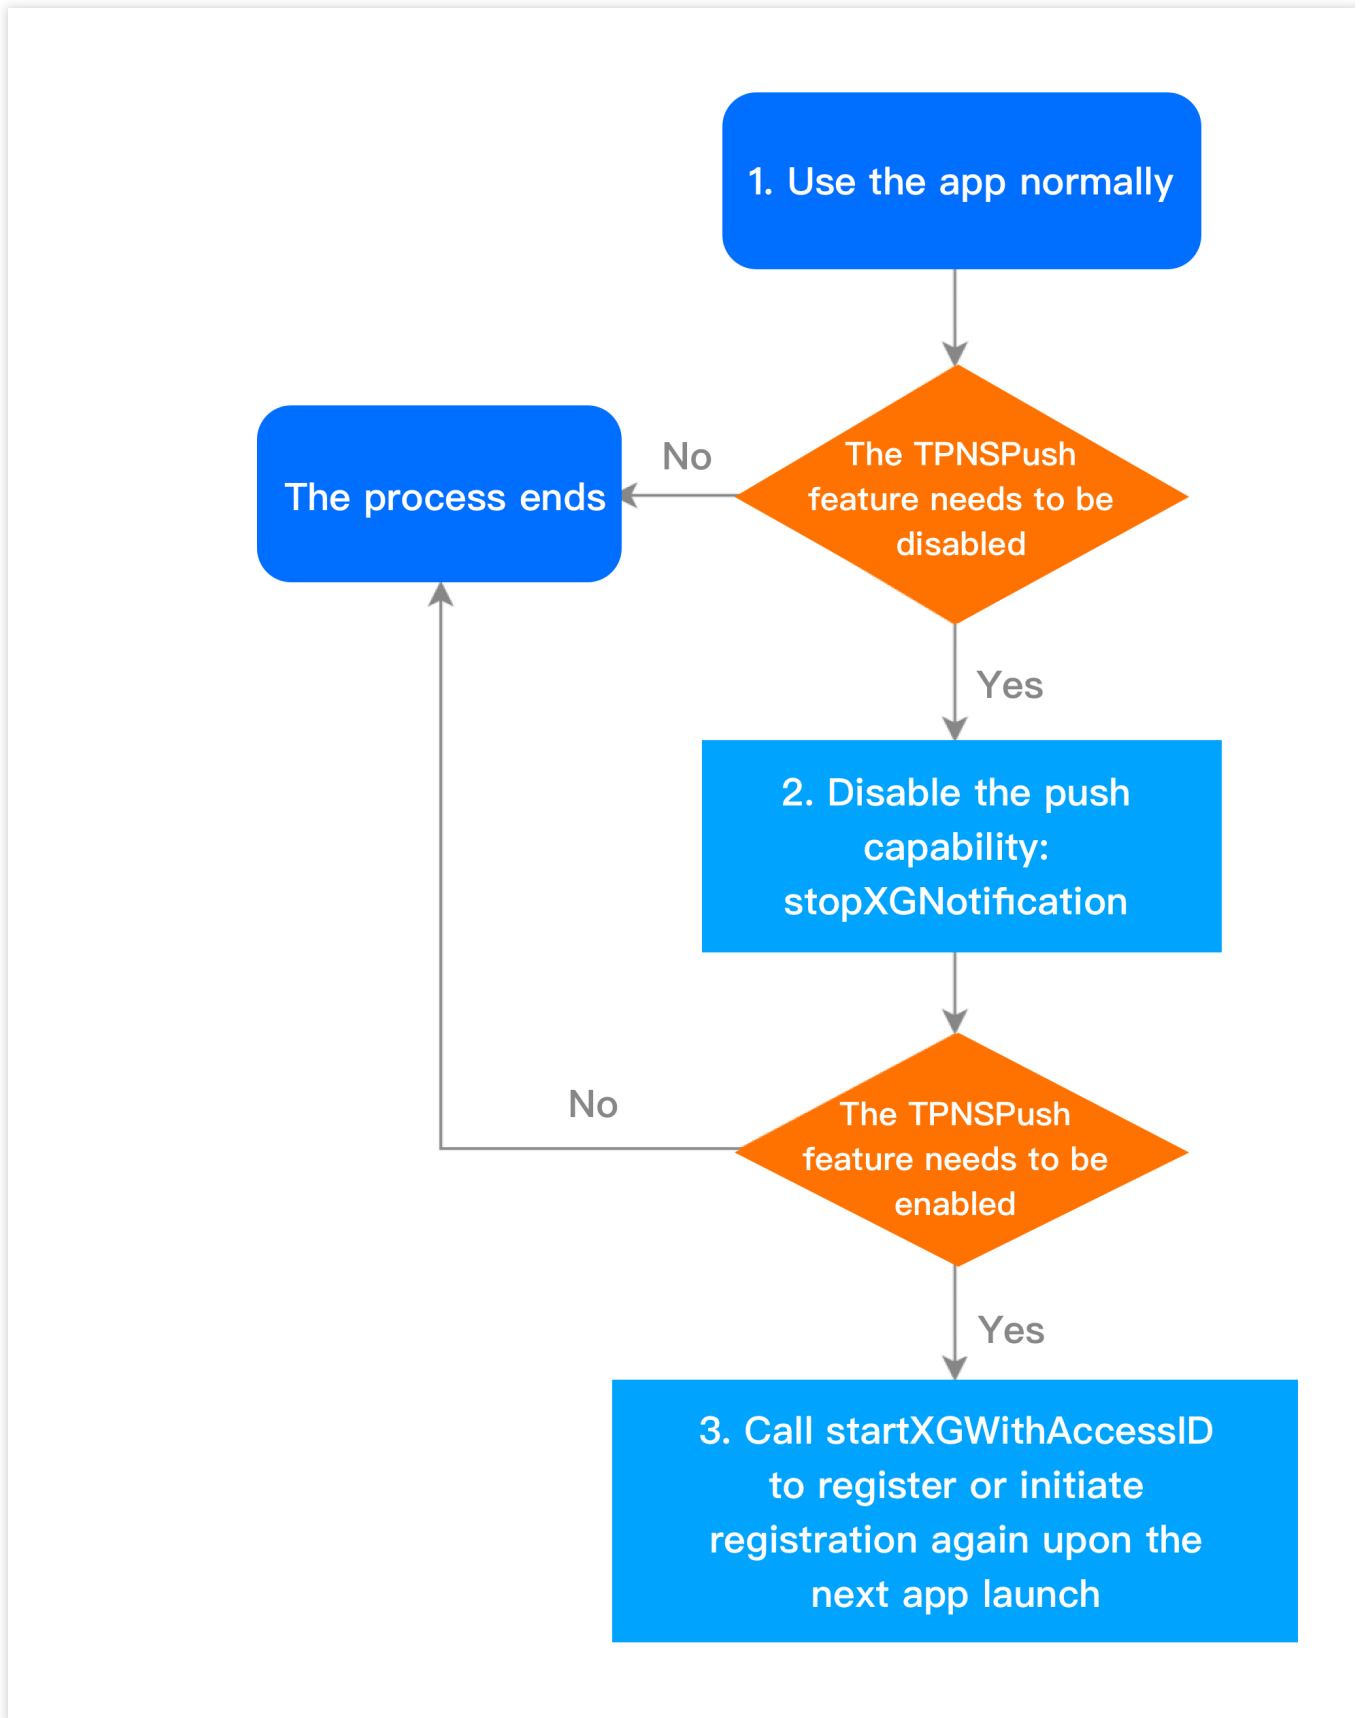 1. Use the app normally
The TPNSPush
feature needs to be
disabled
No
The process ends
Yes
2. Disable the push
capability:
stopXGNotification
The TPNSPush
feature needs to be
enabled
No
Yes
3. Call startXGWithAccessID
to register or initiate
registration again upon the
next app launch